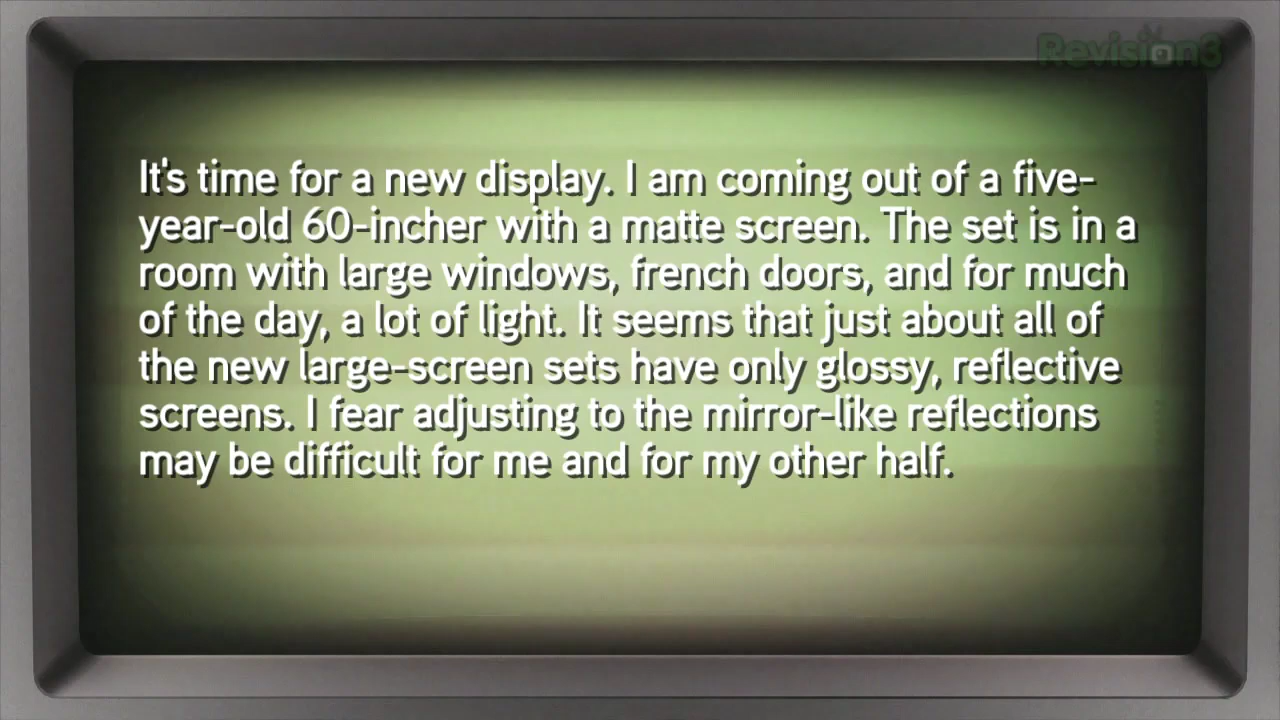 Revision3
It's time for a new display. I am coming out of a five-
year-old 60-incher with a matte screen. The set is in a
room with large windows, french doors, and for much
of the day, a lot of light. It seems that just about all of
the new large-screen sets have only glossy, reflective
screens. I fear adjusting to the mirror-like reflections
may be difficult for me and for my other half.